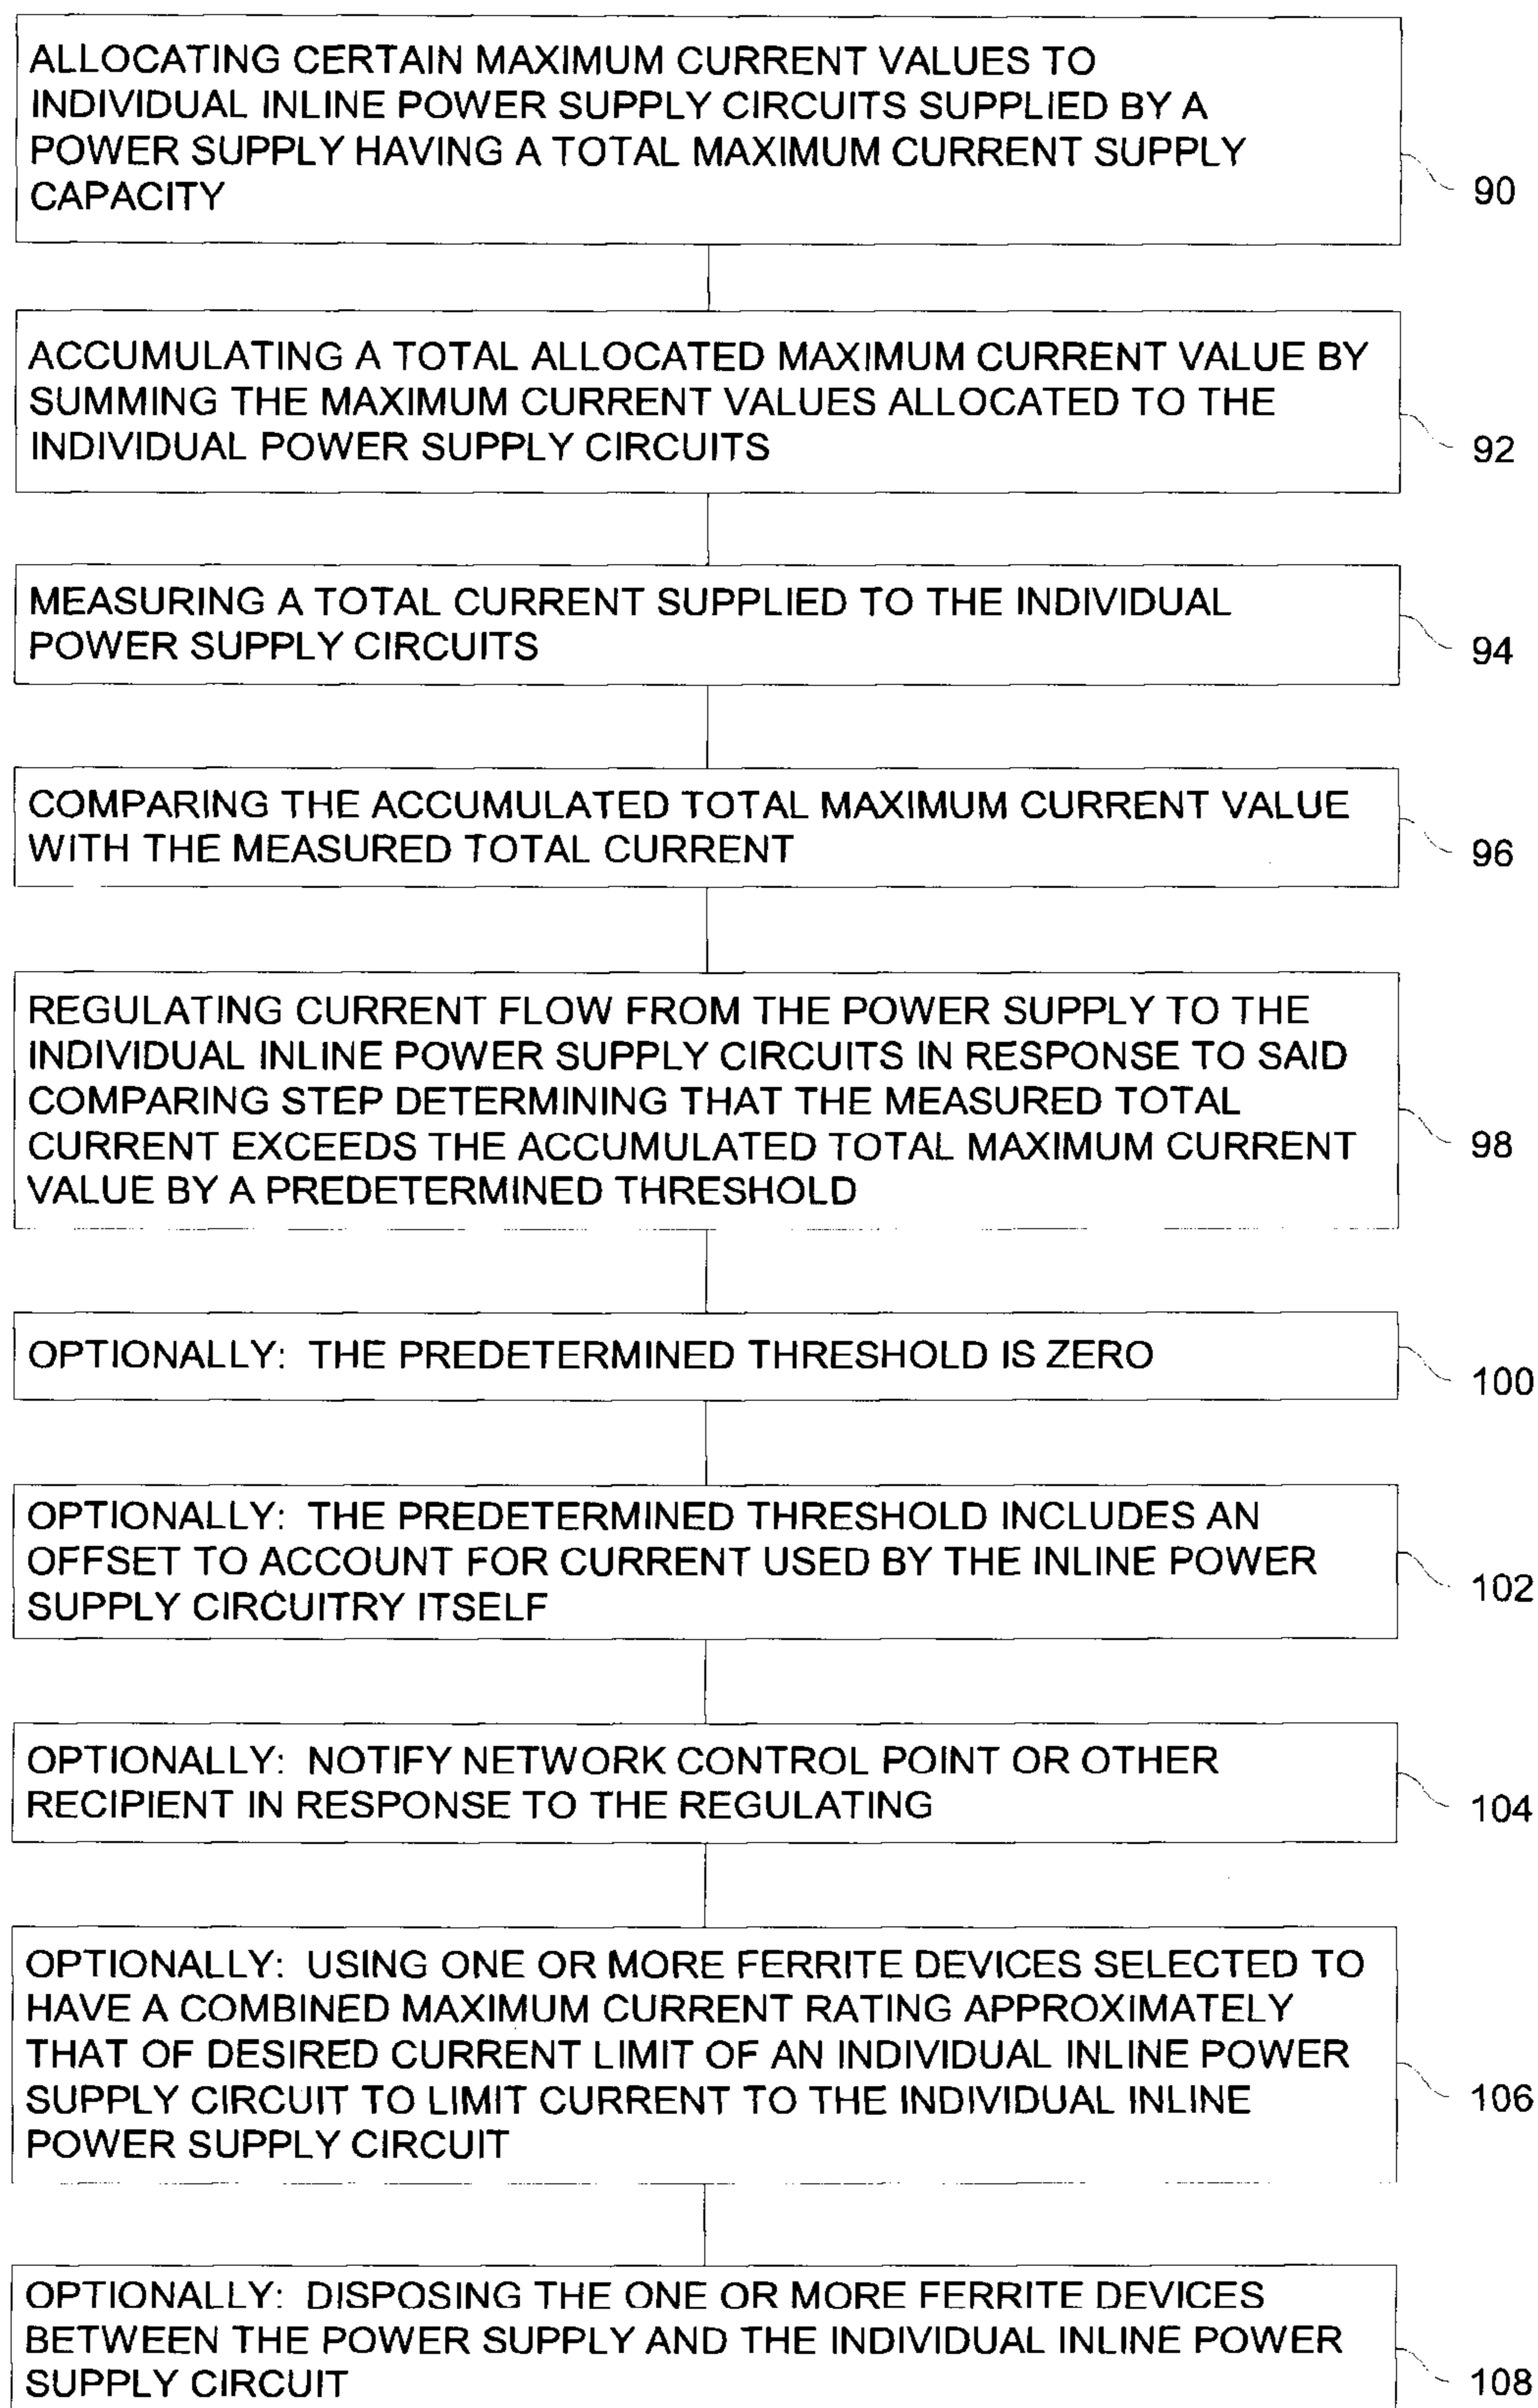 ALLOCATING CERTAIN MAXIMUM CURRENT VALUES TO
INDIVIDUAL INLINE POWER SUPPLY CIRCUITS SUPPLIED BY A
POWER SUPPLY HAVING A TOTAL MAXIMUM CURRENT SUPPLY
CAPACITY
90
ACCUMULATING A TOTAL ALLOCATED MAXIMUM CURRENT VALUE BY
SUMMING THE MAXIMUM CURRENT VALUES ALLOCATED TO THE
INDIVIDUAL POWER SUPPLY CIRCUITS
92
MEASURING A TOTAL CURRENT SUPPLIED TO THE INDIVIDUAL
POWER SUPPLY CIRCUITS
94
COMPARING THE ACCUMULATED TOTAL MAXIMUM CURRENT VALUE
WITH THE MEASURED TOTAL CURRENT
96
REGULATING CURRENT FLOW FROM THE POWER SUPPLY TO THE
INDIVIDUAL INLINE POWER SUPPLY CIRCUITS IN RESPONSE TO SAID
COMPARING STEP DETERMINING THAT THE MEASURED TOTAL
CURRENT EXCEEDS THE ACCUMULATED TOTAL MAXIMUM CURRENT
VALUE BY A PREDETERMINED THRESHOLD
98
OPTIONALLY: THE PREDETERMINED THRESHOLD IS ZERO
100
OPTIONALLY: THE PREDETERMINED THRESHOLD INCLUDES AN
OFFSET TO ACCOUNT FOR CURRENT USED BY THE INLINE POWER
SUPPLY CIRCUITRY ITSELF
102
OPTIONALLY: NOTIFY NETWORK CONTROL POINT OR OTHER
RECIPIENT IN RESPONSE TO THE REGULATING
104
OPTIONALLY: USING ONE OR MORE FERRITE DEVICES SELECTED TO
HAVE A COMBINED MAXIMUM CURRENT RATING APPROXIMATELY
THAT OF DESIRED CURRENT LIMIT OF AN INDIVIDUAL INLINE POWER
SUPPLY CIRCUIT TO LIMIT CURRENT TO THE INDIVIDUAL INLINE
POWER SUPPLY CIRCUIT
106
OPTIONALLY: DISPOSING THE ONE OR MORE FERRITE DEVICES
BETWEEN THE POWER SUPPLY AND THE INDIVIDUAL INLINE POWER
SUPPLY CIRCUIT
108